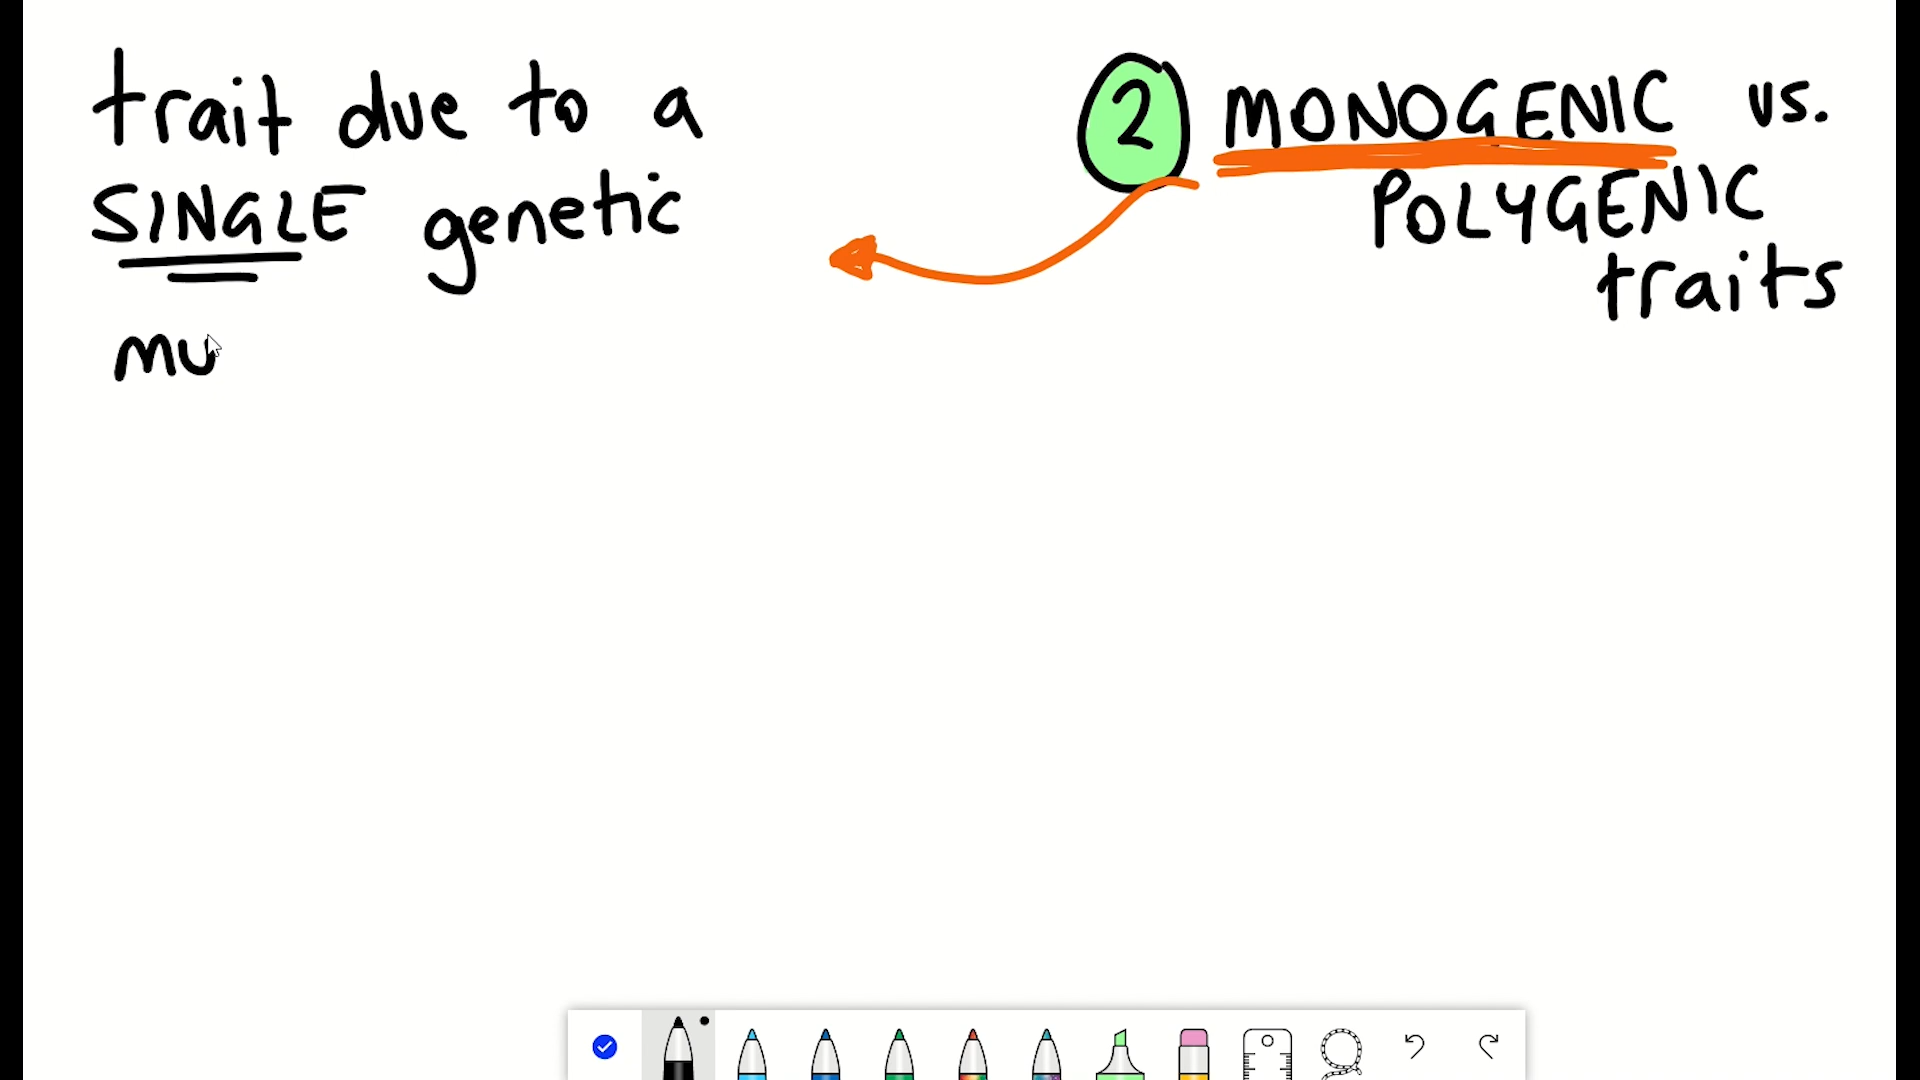 trait due to a
SINGLE genetic
mu
2 MONOGENIC vs.
POLYGENIC
traits